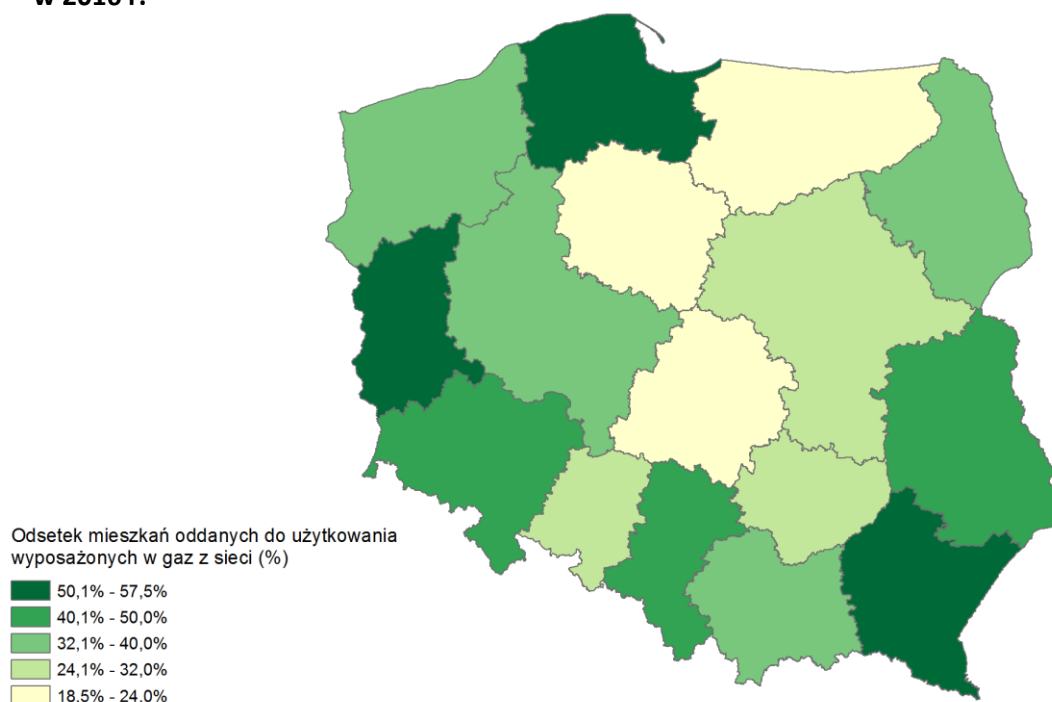 Odsetek mieszkań oddanych do użytkowania
wyposażonych w gaz z sieci (%)
50,1% - 57,5%
40,1% - 50,0%
32,1% - 40,0%
24,1% - 32,0%
18,5% - 24,0%